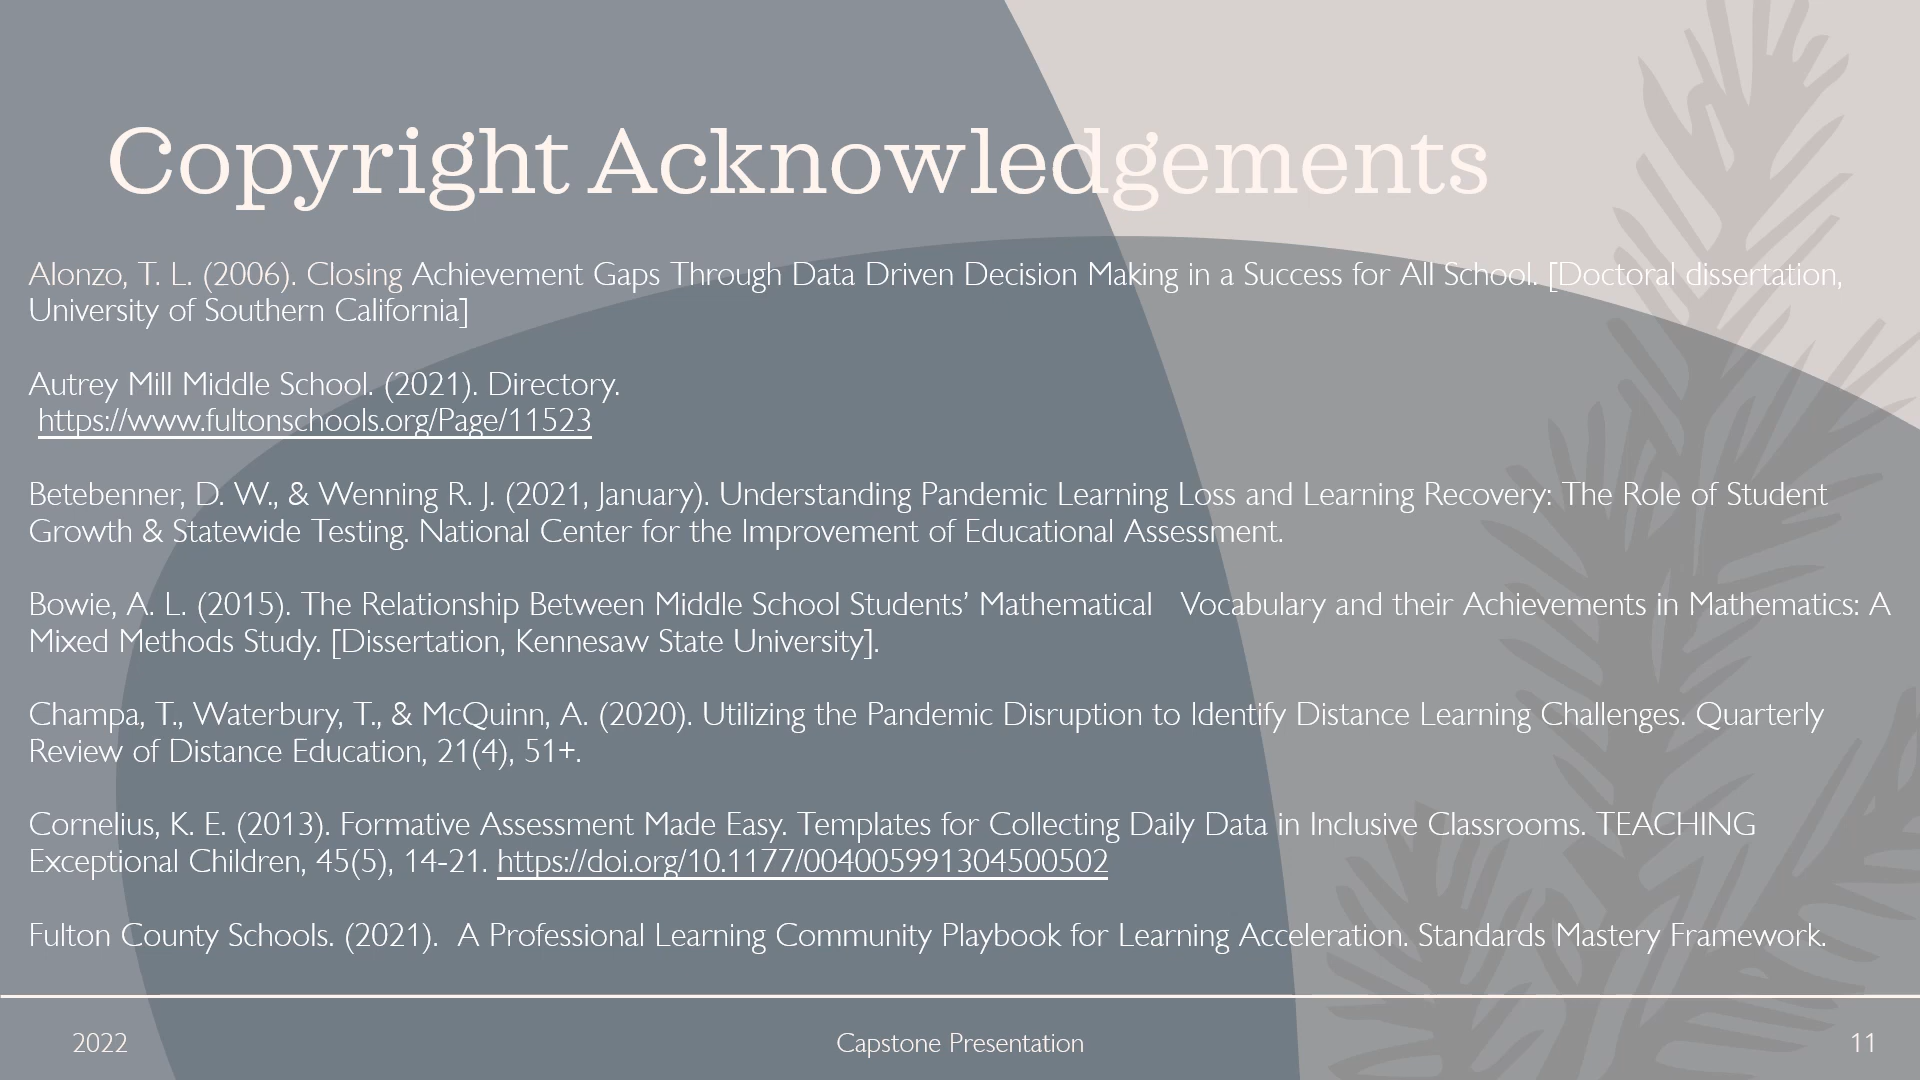 Copyright Acknowledgements
Alonzo, T. L. (2006). Closing Achievement Gaps Through Data Driven Decision Making in a Success for All School. [Doctoral dissertation,
University of Southern California]
Autrey Mill Middle School. (2021). Directory.
https://www.fultonschools.org/Page/11523
Betebenner, D. W., & Wenning R. J. (2021, January). Understanding Pandemic Learning Loss and Learning Recovery: The Role of Student
Growth & Statewide Testing. National Center for the Improvement of Educational Assessment.
Bowie, A. L. (2015). The Relationship Between Middle School Students’ Mathematical   Vocabulary and their Achievements in Mathematics: A
Mixed Methods Study. [Dissertation, Kennesaw State University].
Champa, T., Waterbury, T., & McQuinn, A. (2020). Utilizing the Pandemic Disruption to Identify Distance Learning Challenges. Quarterly
Review of Distance Education, 21(4), 51+.
Cornelius, K. E. (2013). Formative Assessment Made Easy. Templates for Collecting Daily Data in Inclusive Classrooms. TEACHING
Exceptional Children, 45(5), 14-21. https://doi.org/10.1177/004005991304500502
Fulton County Schools. (2021).  A Professional Learning Community Playbook for Learning Acceleration. Standards Mastery Framework.
2022
Capstone Presentation
11